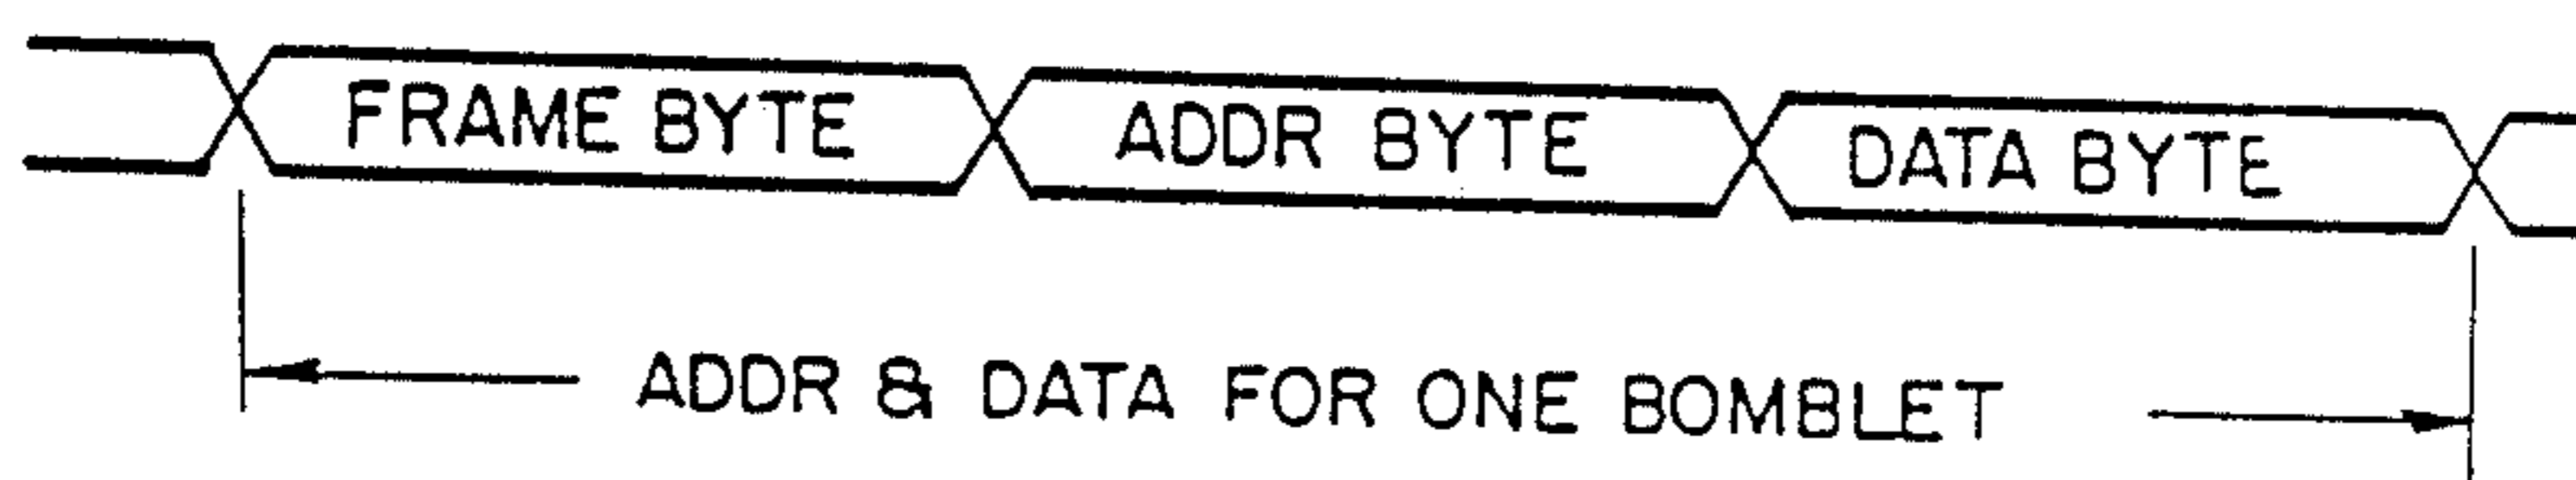 FRAME BYTE ADDR BYTE DATA BYTE
ADDR & DATA FOR ONE BOMBLET